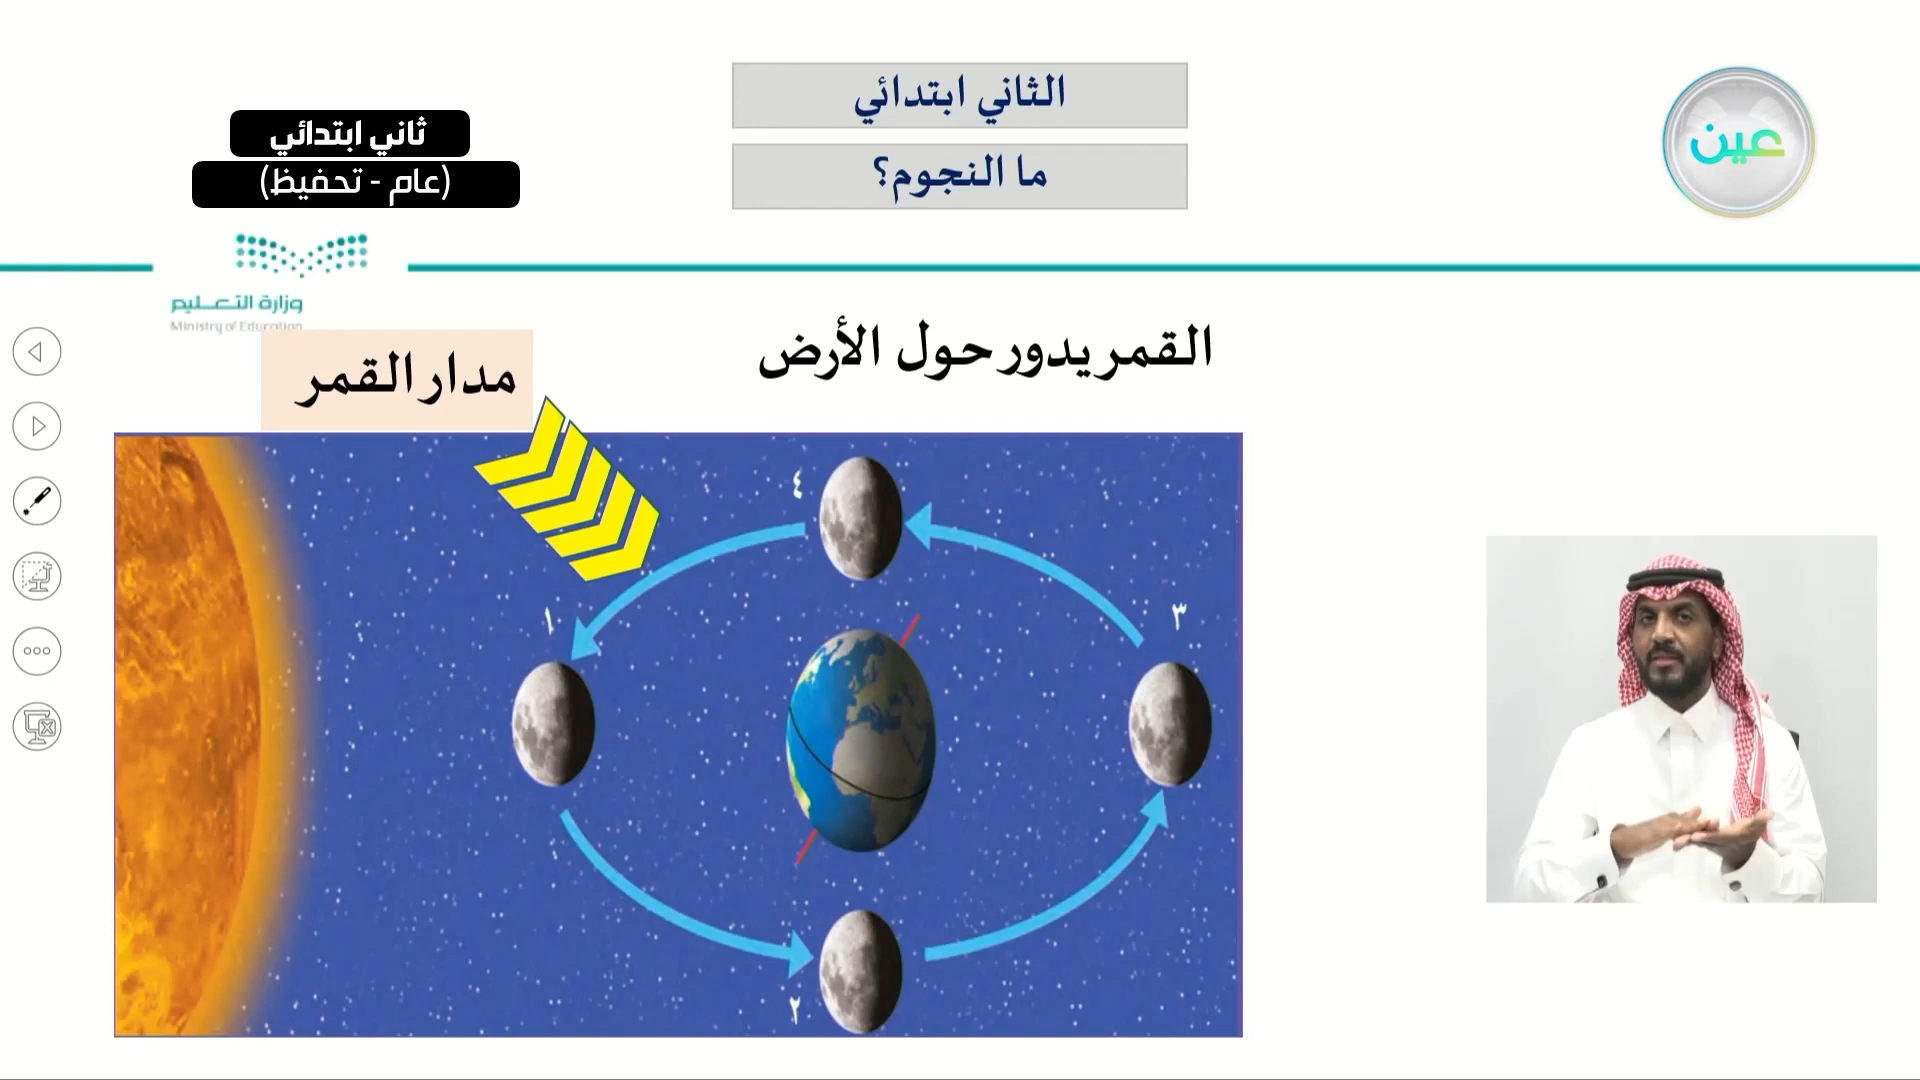 الثاني ابتدائي
ما النجوم؟
عين
ثاني ابتدائي
(عام - تحفيظ)
وزارة التعليم
Ministry of Education
القمر يدور حول الأرض
مدار القمر
٤
١
٣
٢